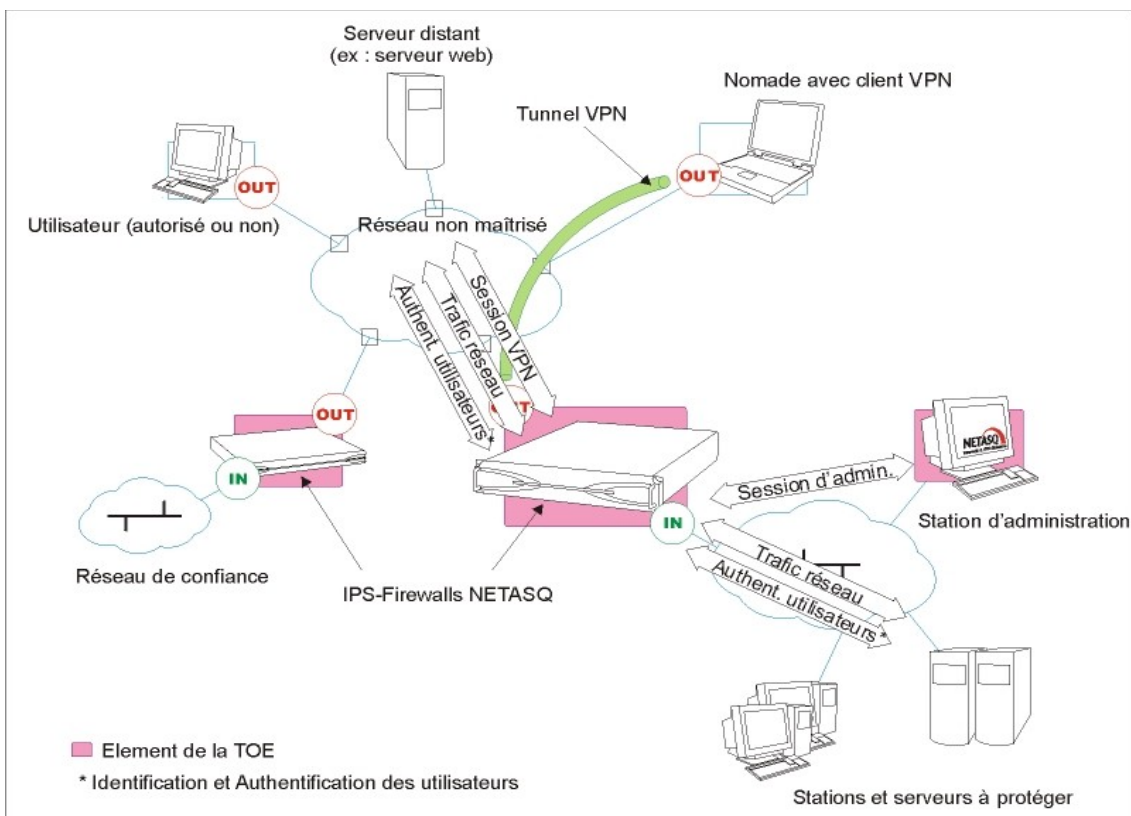 Serveur distant
(ex : serveur web)
Nomade avec client VPN
Tunnel VPN
OUT
OUT
Utilisateur (autorisé ou non)
Réseau non maîtrisé
Session VPN
Trafic réseau
Authent. utilisateurs*
OUT
OUT
IN
NETASQ
Session d'admin.
Station d'administration
IN
Réseau de confiance
IPS-Firewalls NETASQ
Trafic réseau
Authent. utilisateurs*
Element de la TOE
* Identification et Authentification des utilisateurs
Stations et serveurs à protéger